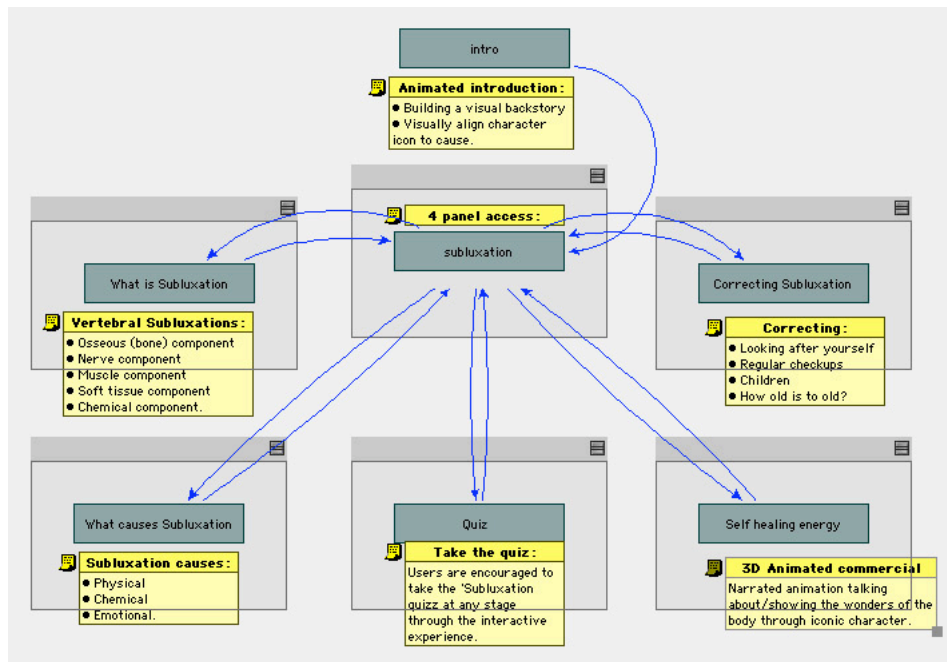 intro
Animated introduction:
● Building a visual backstory
● Visually align character
icon to cause.
4 panel access:
subluxation
What is Subluxation
Vertebral Subluxations:
● Osseous (bone) component
● Nerve component
● Muscle component
● Soft tissue component
● Chemical component.
Correcting Subluxation
Correcting:
● Looking after yourself
● Regular checkups
● Children
● How old is to old?
What causes Subluxation
Subluxation causes:
● Physical
● Chemical
● Emotional.
Quiz
Take the quiz:
Users are encouraged to
take the 'Subluxation
quizz at any stage
through the interactive
experience.
Self healing energy
3D Animated commercial
Narrated animation talking
about/showing the wonders of the
body through iconic character.